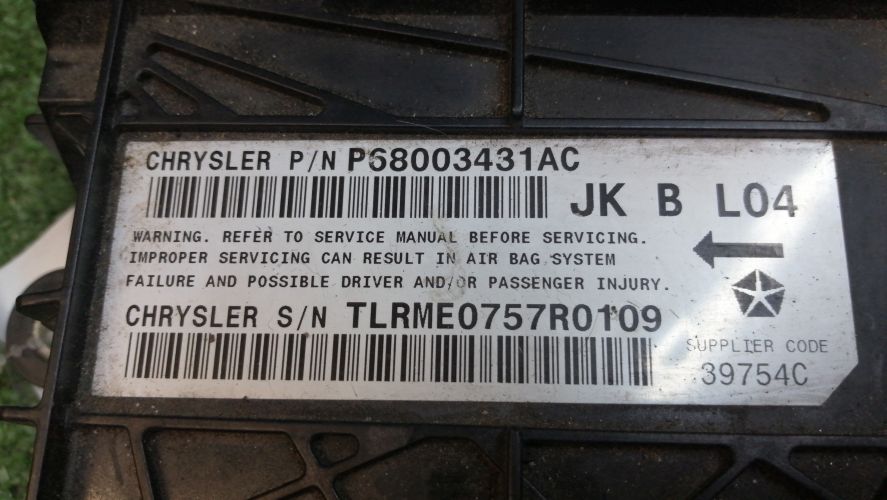 CHRYSLER P/N P68003431AC
JK B L04
WARNING. REFER TO SERVICE MANUAL BEFORE SERVICING.
IMPROPER SERVICING CAN RESULT IN AIR BAG SYSTEM
FAILURE AND POSSIBLE DRIVER AND/OR PASSENGER INJURY.
CHRYSLER S/N TLRME0757R0109
SUPPLIER CODE
39754C